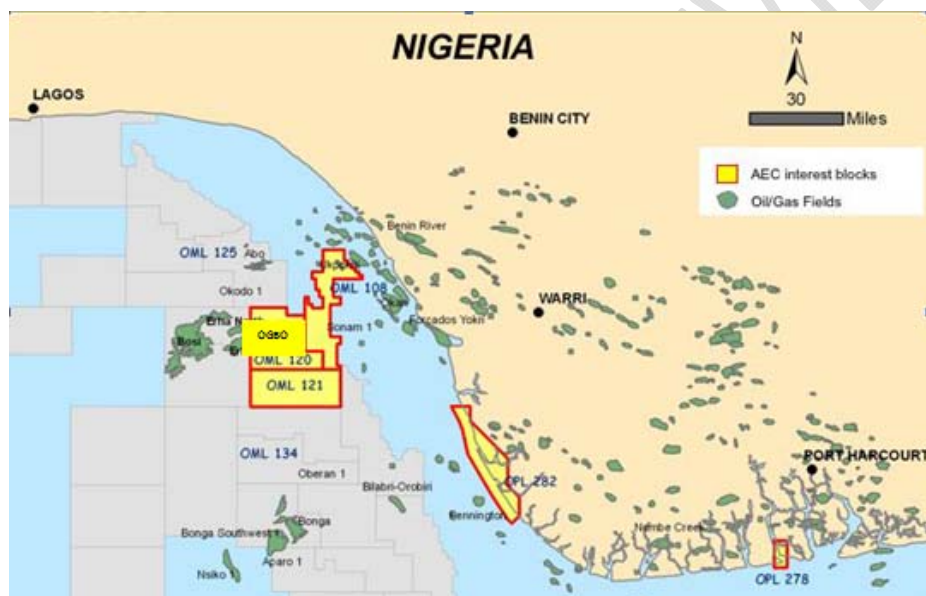 NIGERIA
N
LAGOS
30
Miles
BENIN CITY
AEC interest blocks
Oil/Gas Fields
Benin River
OML 125
Abo
OML 108
Okodo 1
WARRI
Forcados Yokri
Sonam 1
OGBO
Bosi
OML 120
OML 121
OML 134
Oberan 1
PORT HARCOURT
Bilabri-Orobiri
OPL 282
Pennington
Bonga
Nembe Creek
Bonga Southwest 1
Aparo 1
Nsiko 1
OPL 278